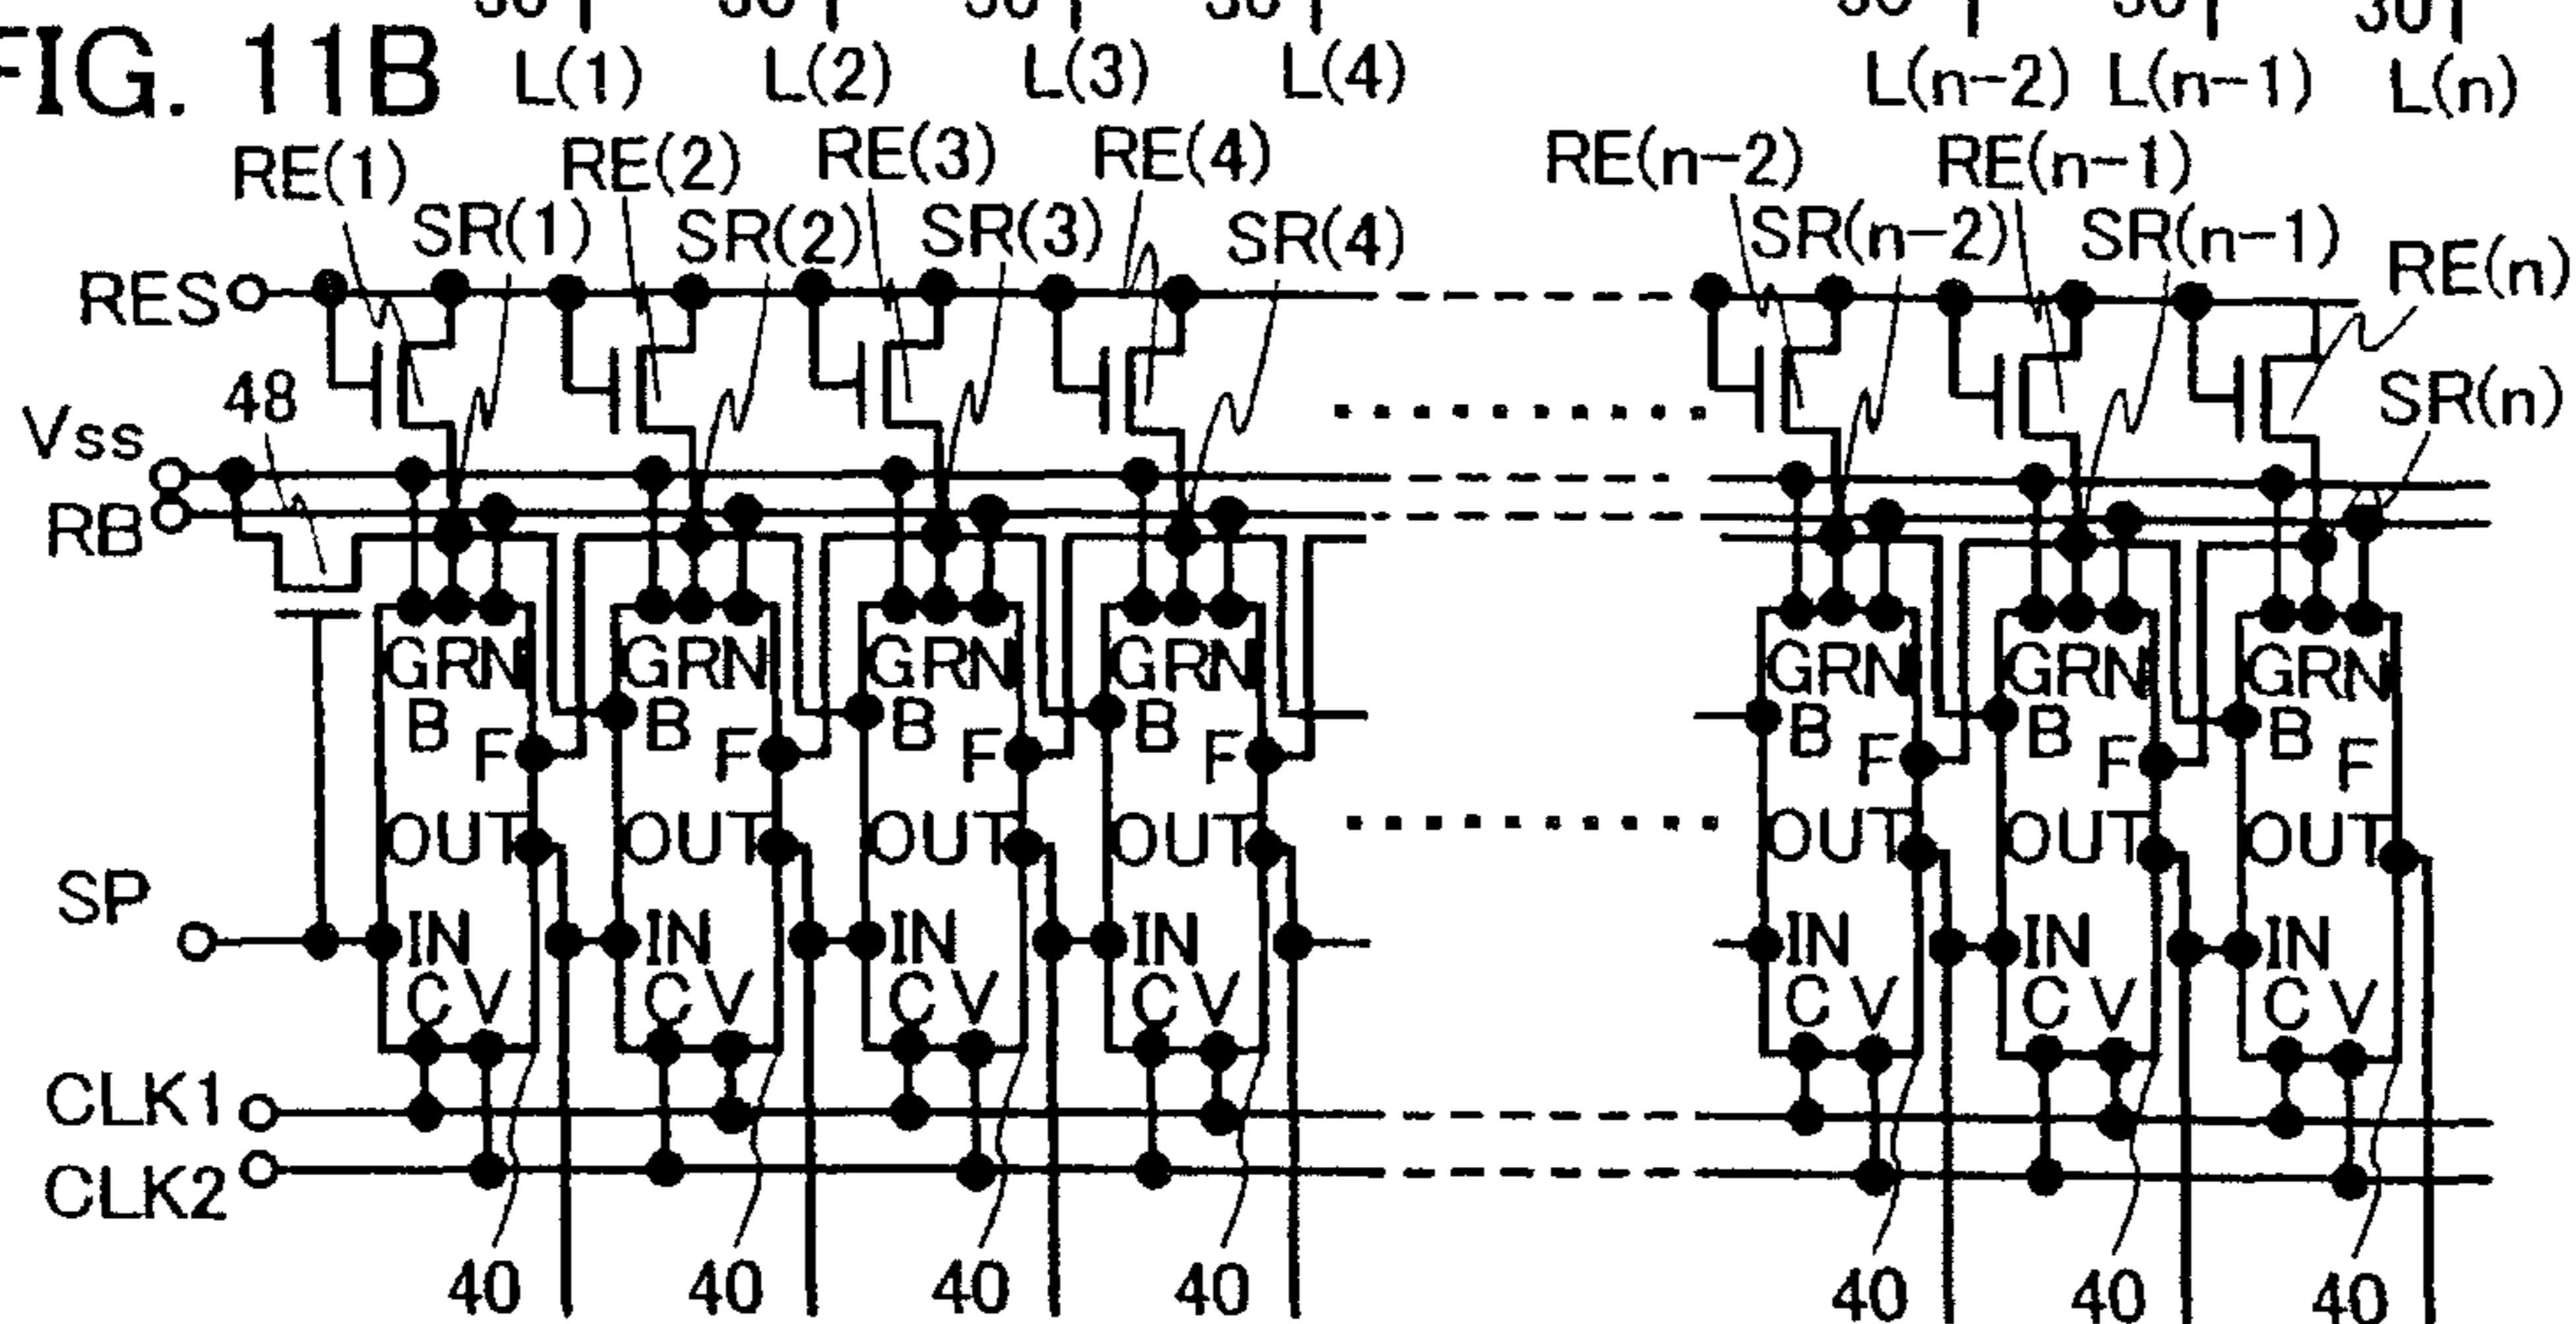 30 30 30 30 30 30 30
FIG. 11B L(1) L(2) L(3) L(4) L(n-2) L(n-1) L(n)
RE(1) RE(2) RE(3) RE(4) RE(n-2) RE(n-1)
SR(1) SR(2) SR(3) SR(4) SR(n-2) SR(n-1) RE(n)
RES
48 SR(n)
Vss
RB
GRN GRN GRN GRN GRN GRN GRN
B B B B B B B
F F F F F F F
OUT OUT OUT OUT OUT OUT OUT
SP
IN IN IN IN IN IN IN
C V C V C V C V C V C V C V
CLK1
CLK2
40 40 40 40 40 40 40